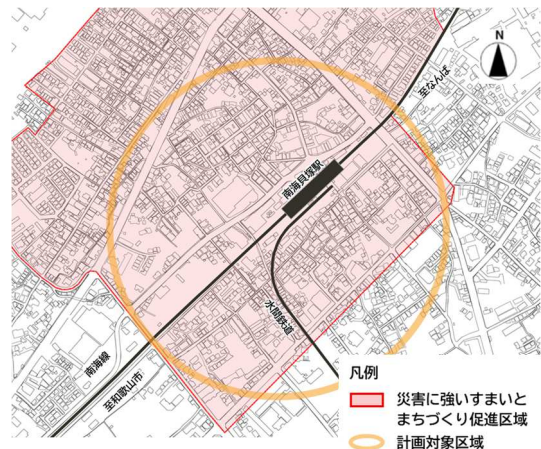 N
至なんば
南海貝塚駅
水間鉄道
南海線
至和歌山市
凡例
災害に強いすまいと
まちづくり促進区域
計画対象区域